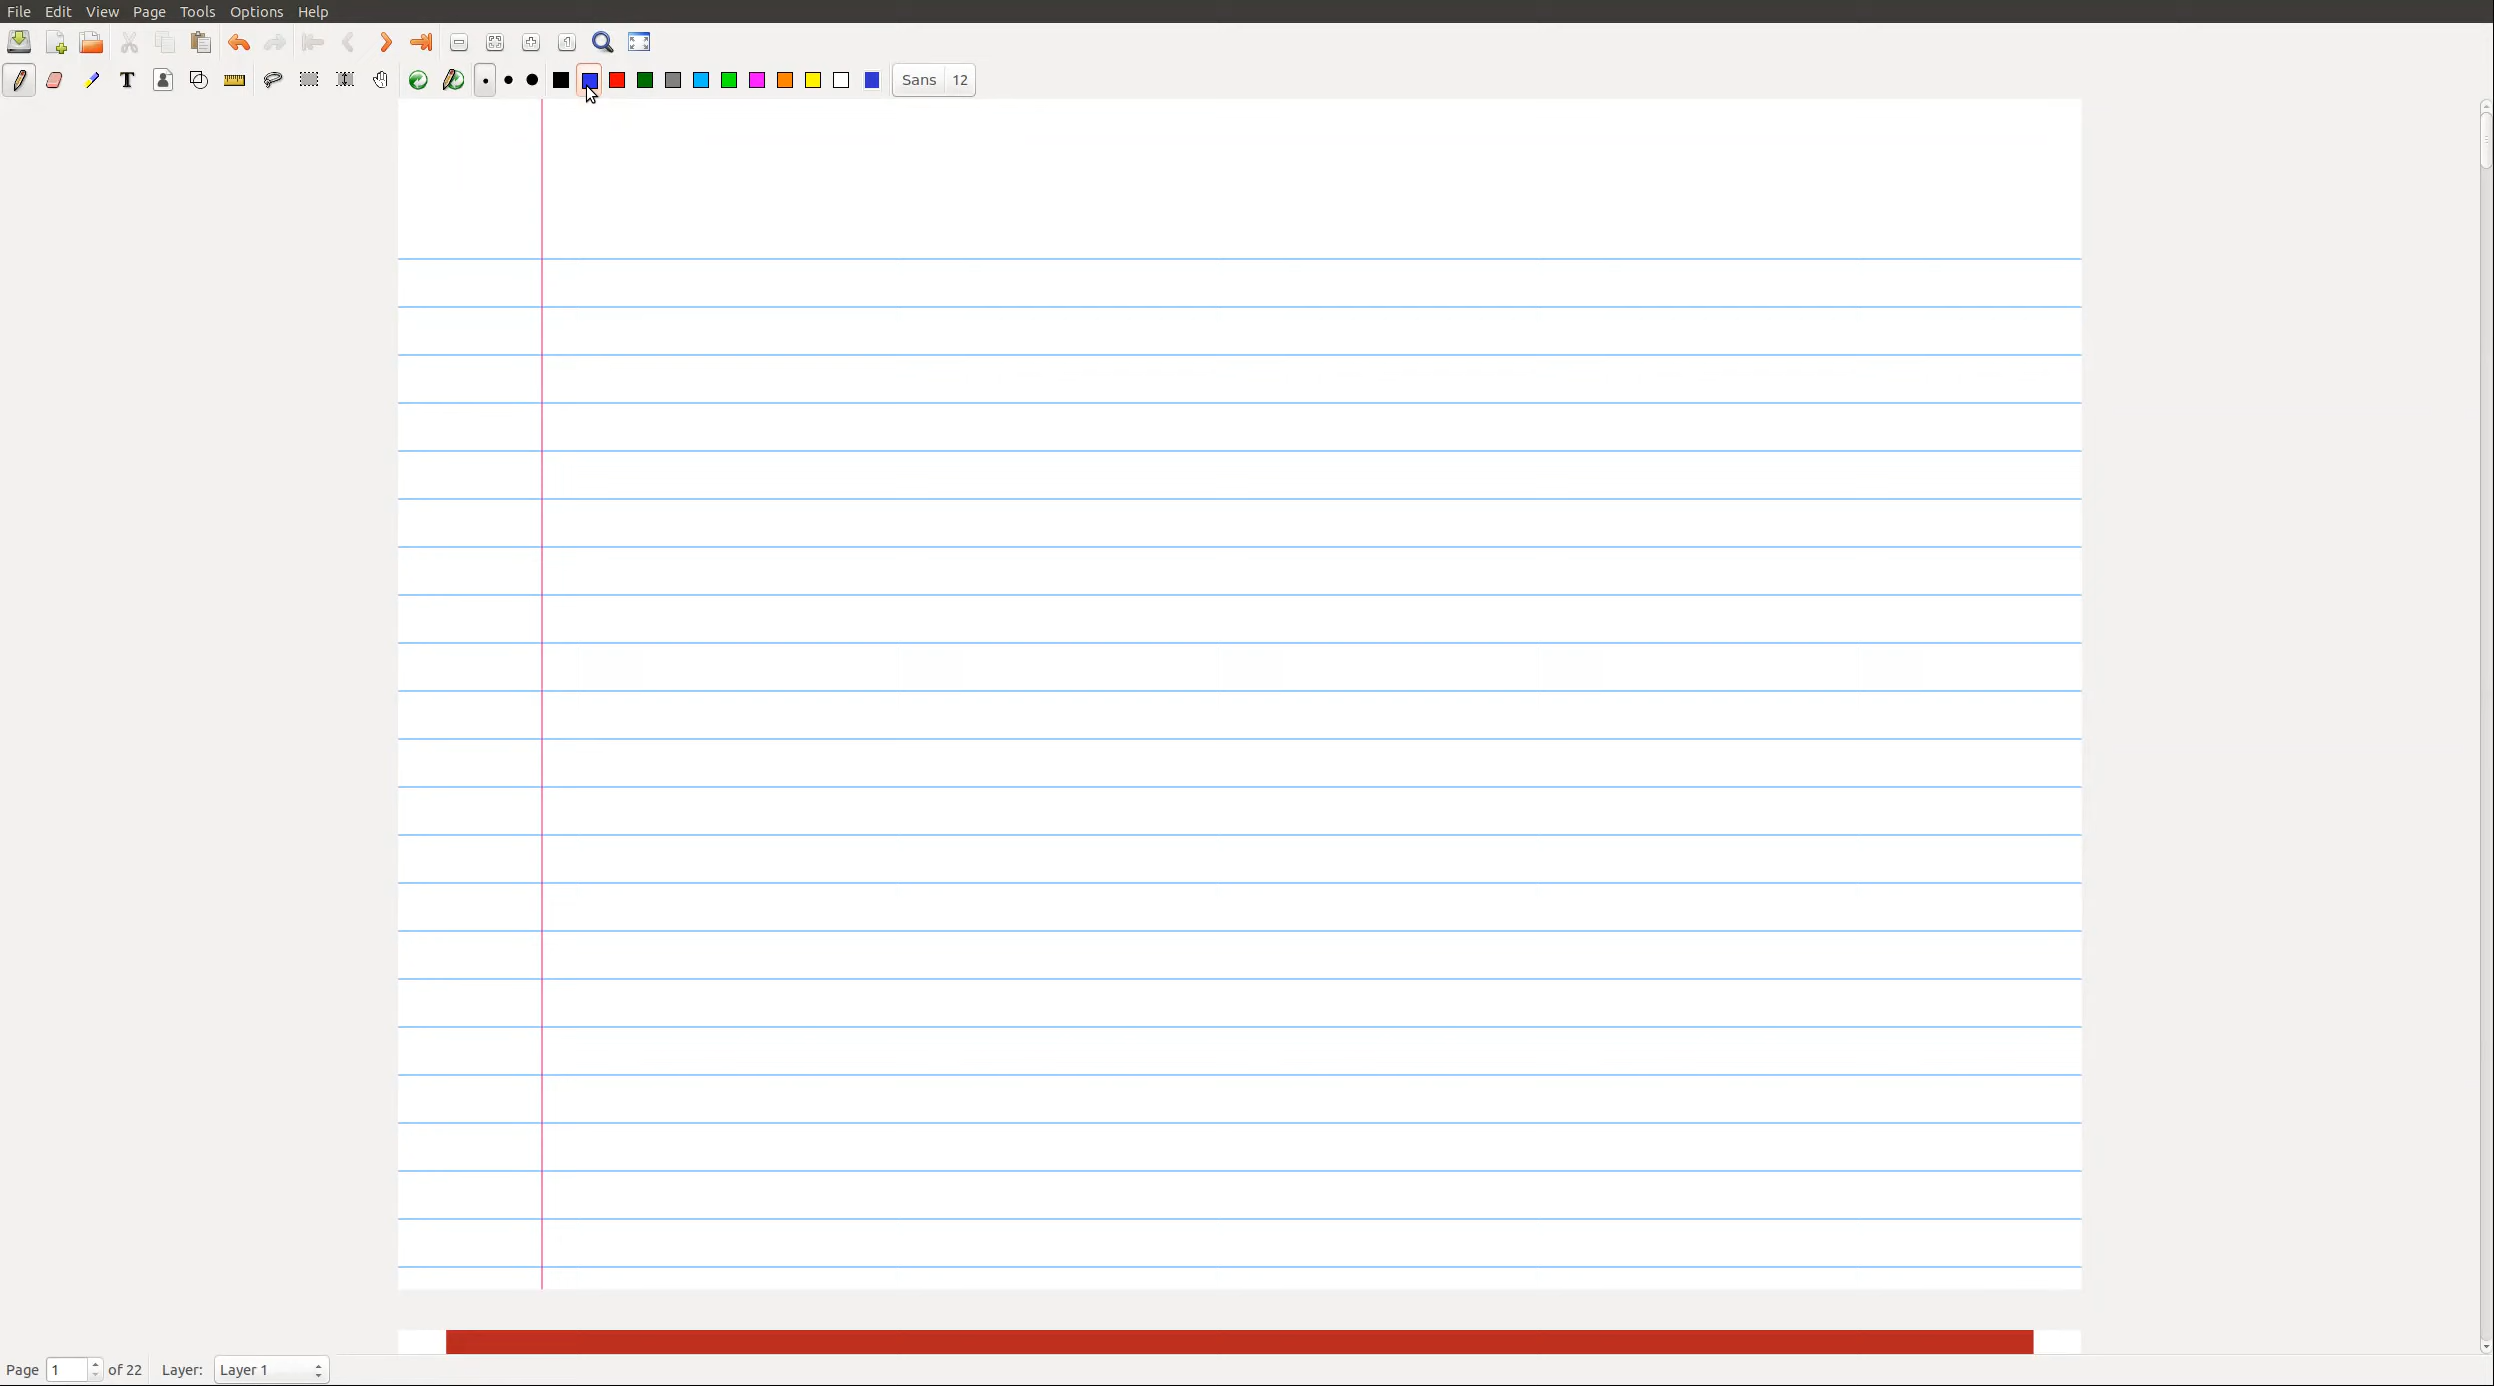 File Edit View Page Tools Options Help
T Sans 12
Page 1 of 22 Layer: Layer 1